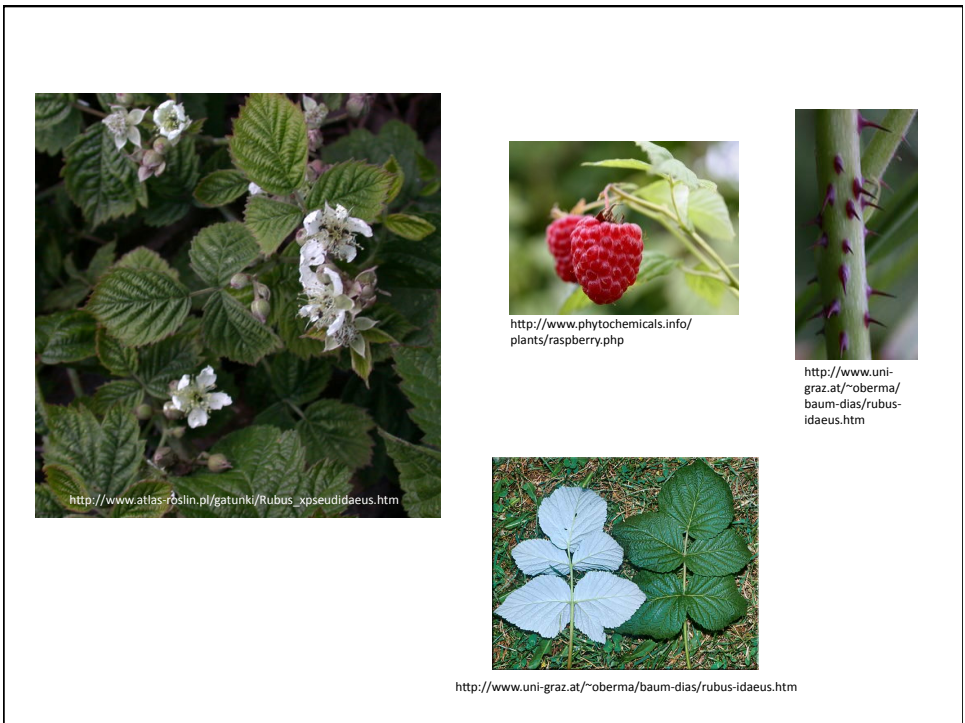 http://www.atlas-roslin.pl/gatunki/Rubus_xpseudidaeus.htm
http://www.phytochemicals.info/
plants/raspberry.php
http://www.uni-
graz.at/~oberma/
baum-dias/rubus-
idaeus.htm
http://www.uni-graz.at/~oberma/baum-dias/rubus-idaeus.htm